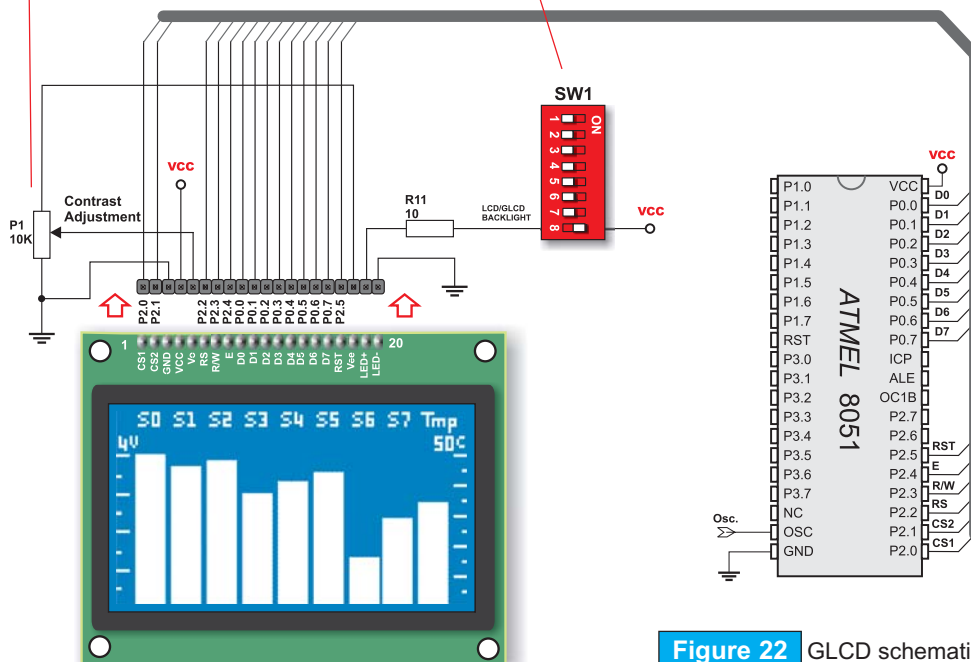 SW1
ON
1
2
3
4
5
6
7
8
vcc
Contrast
Adjustment
P1
10K
R11
10
LCD/GLCD
BACKLIGHT
vcc
P2.0
P2.1
P2.2
P2.3
P2.4
P0.0
P0.1
P0.2
P0.3
P0.4
P0.5
P0.6
P0.7
P2.5
1
20
CS1
CS2
GND
VCC
Vo
RS
R/W
E
D0
D1
D2
D3
D4
D5
D6
D7
RST
Vee
LED+
LED-
S0 S1 S2 S3 S4 S5 S6 S7 Tmp
4V 50C
vcc
P1.0 VCC
P1.1 P0.0 D0
P1.2 P0.1 D1
P1.3 P0.2 D2
P1.4 P0.3 D3
P1.5 P0.4 D4
P1.6 P0.5 D5
P1.7 P0.6 D6
RST P0.7 D7
P3.0 ICP
P3.1 ALE
P3.2 OC1B
P3.3 P2.7
P3.4 P2.6
P3.5 P2.5 RST
P3.6 P2.4 E
P3.7 P2.3 R/W
NC P2.2 RS
Osc. OSC P2.1 CS2
GND P2.0 CS1
ATMEL 8051
Figure 22 GLCD schemati